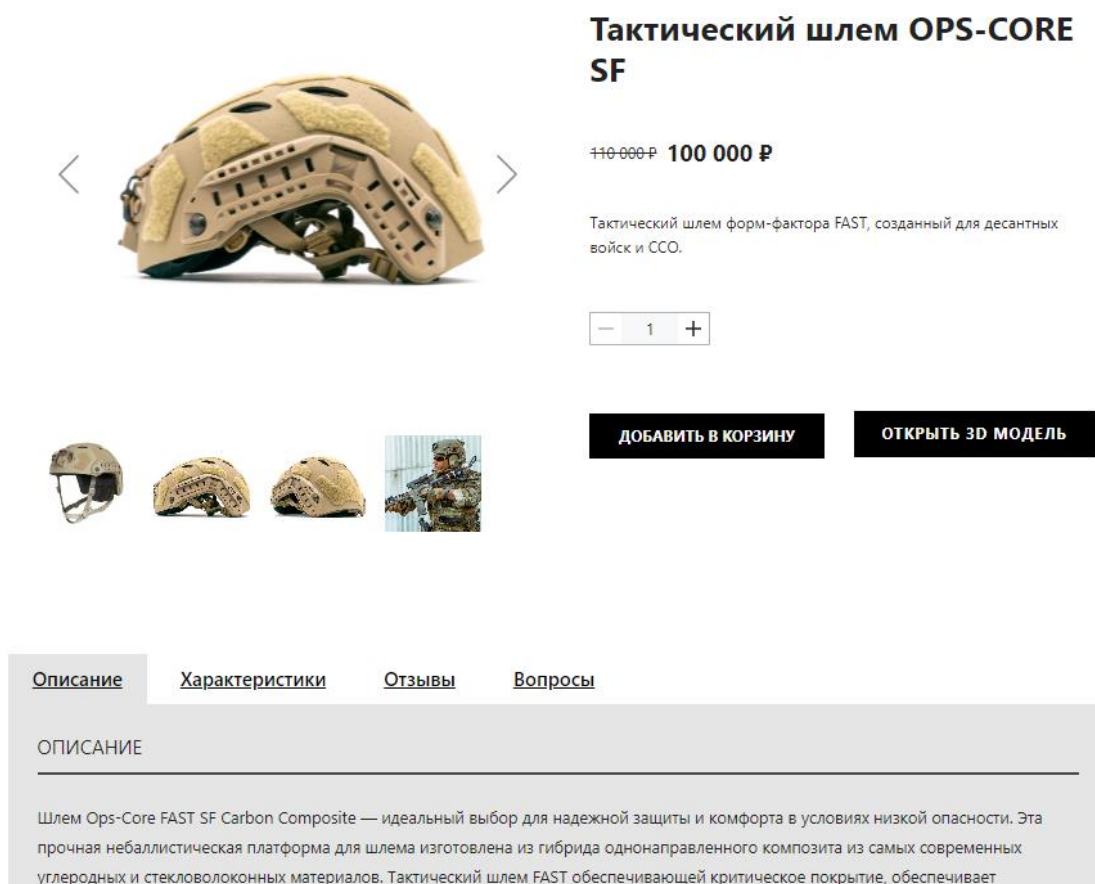 Тактический шлем OPS-CORE
SF
110 000 ₽ 100 000 ₽
Тактический шлем форм-фактора FAST, созданный для десантных
войск и ССО.
— 1 +
ДОБАВИТЬ В КОРЗИНУ ОТКРЫТЬ 3D МОДЕЛЬ
Описание Характеристики Отзывы Вопросы
ОПИСАНИЕ
Шлем Ops-Core FAST SF Carbon Composite — идеальный выбор для надежной защиты и комфорта в условиях низкой опасности. Эта
прочная небаллистическая платформа для шлема изготовлена из гибрида однонаправленного композита из самых современных
углеродных и стекловолоконных материалов. Тактический шлем FAST обеспечивающей критическое покрытие, обеспечивает